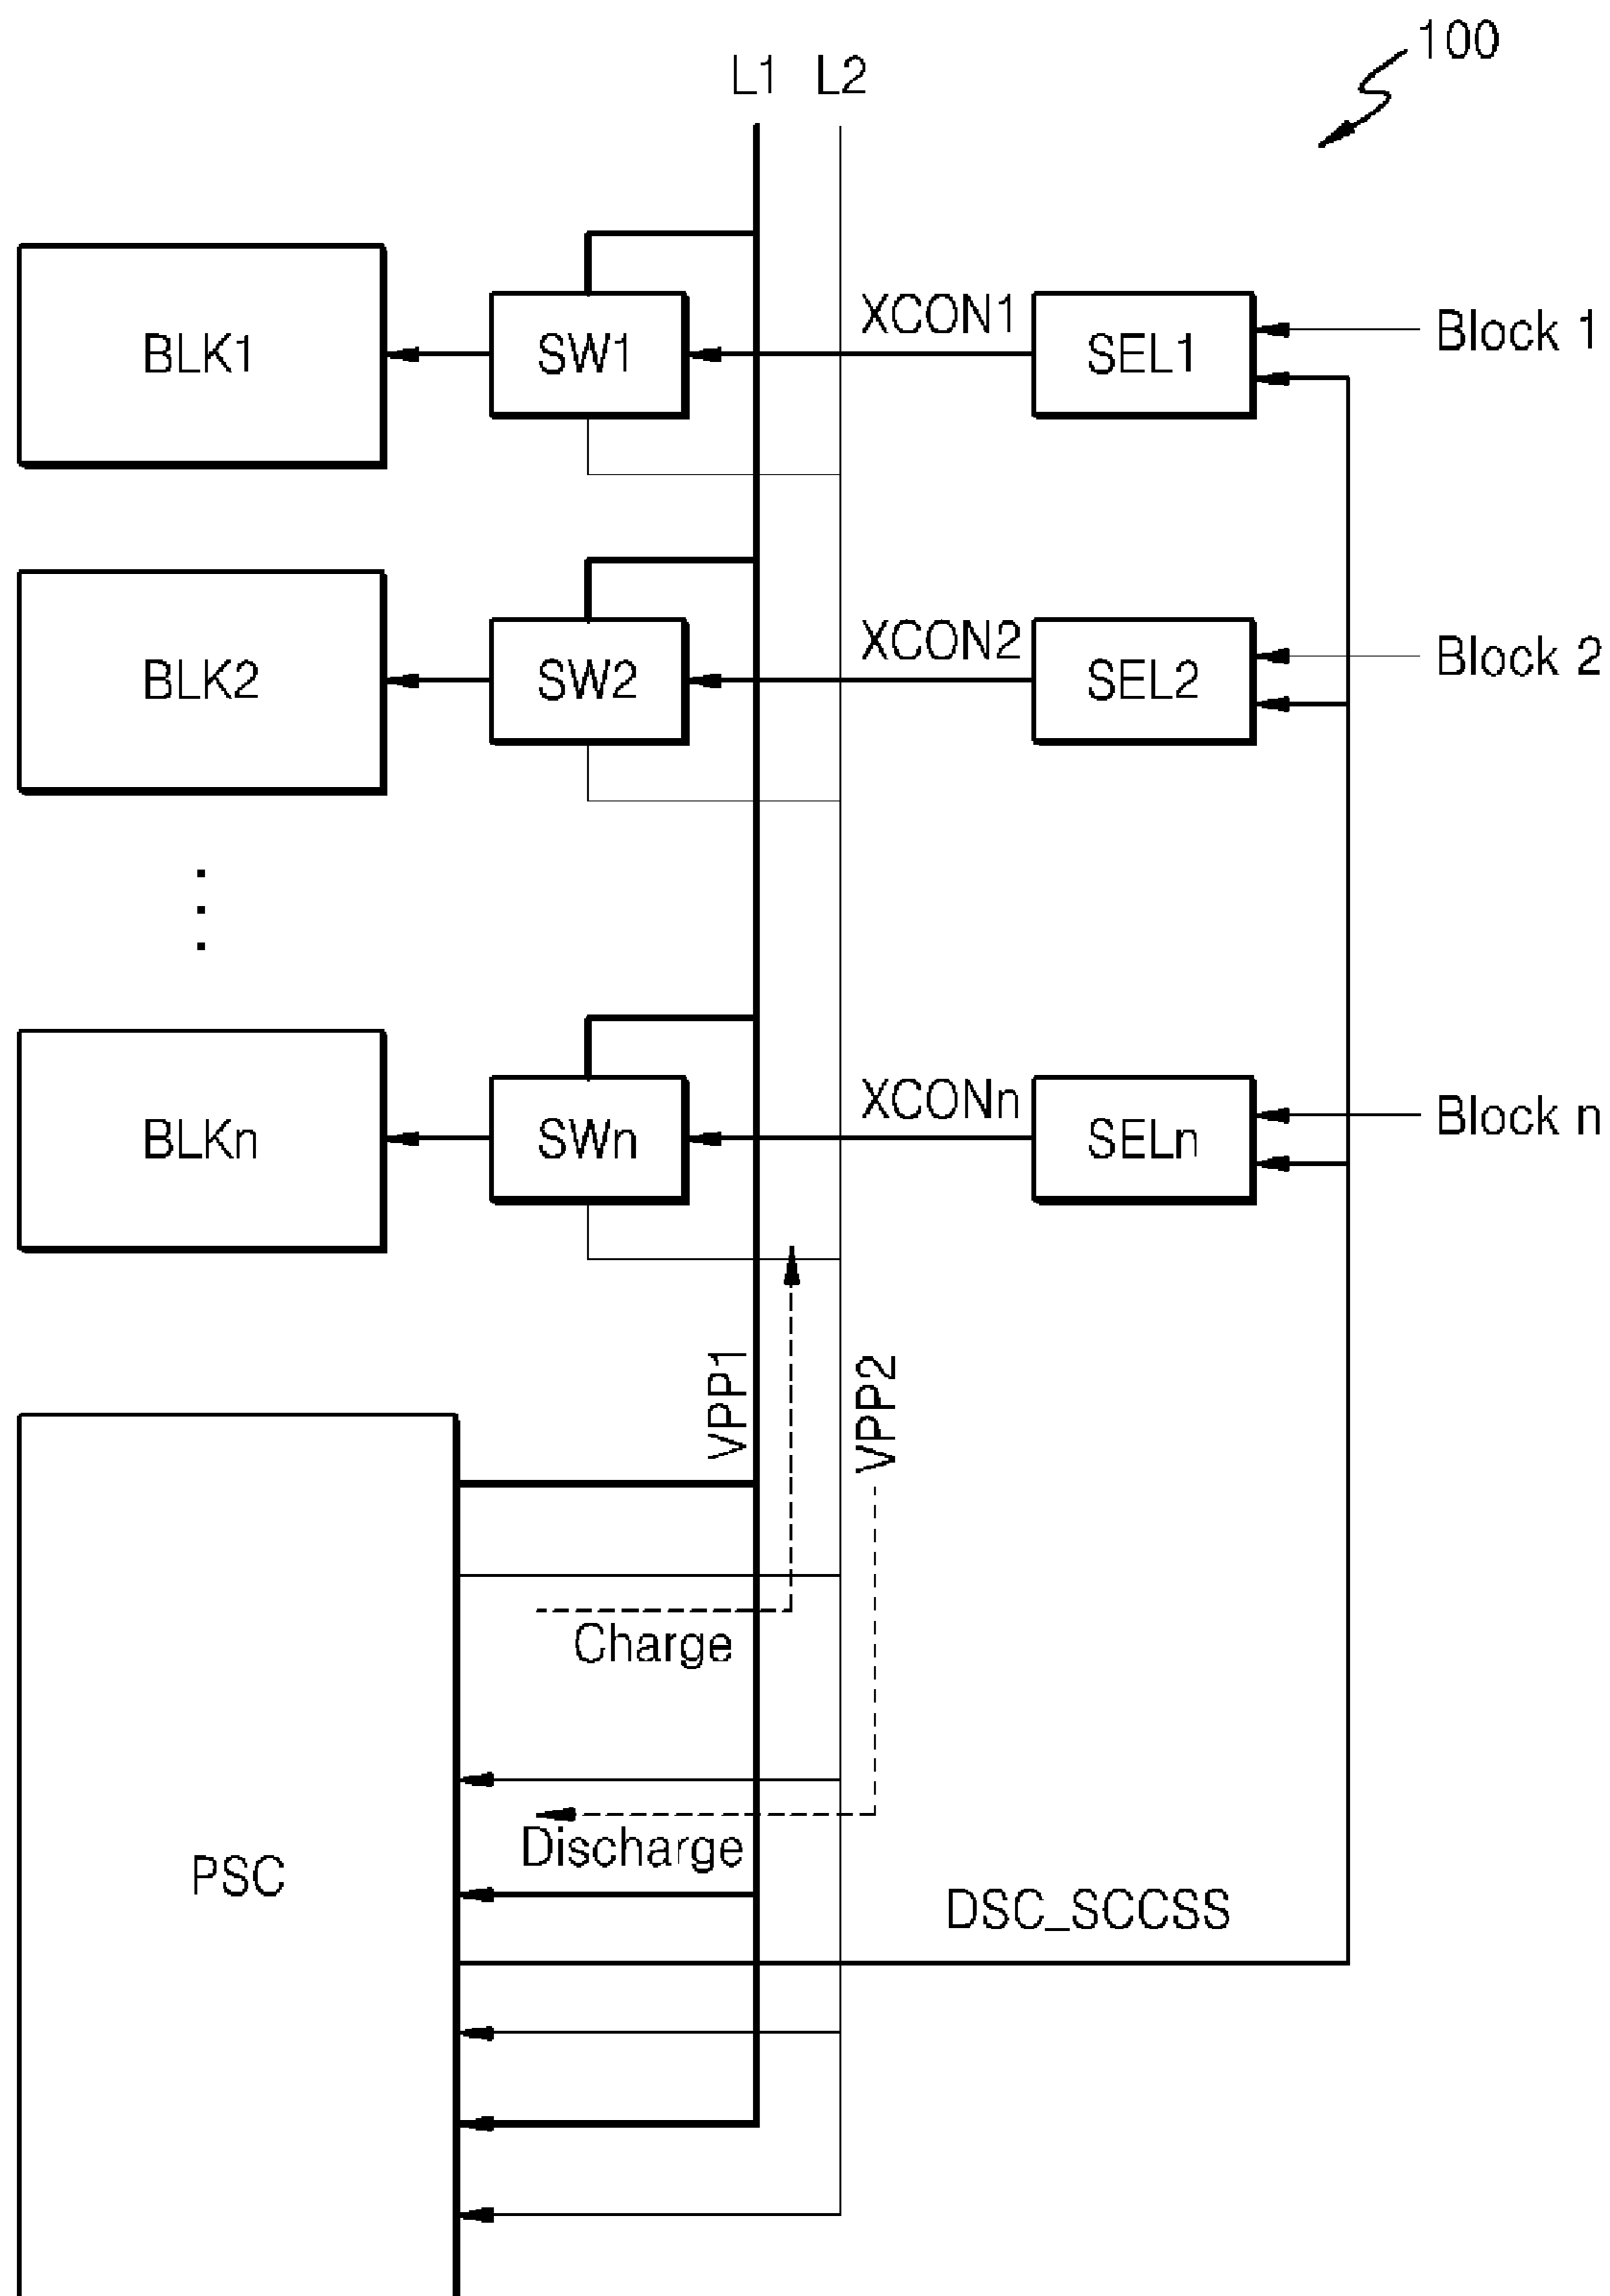 100
L1 L2
BLK1
SW1
XCON1
SEL1
Block 1
BLK2
SW2
XCON2
SEL2
Block 2
BLKn
SWn
XCONn
SELn
Block n
VPP1
VPP2
Charge
Discharge
PSC
DSC_SCCSS